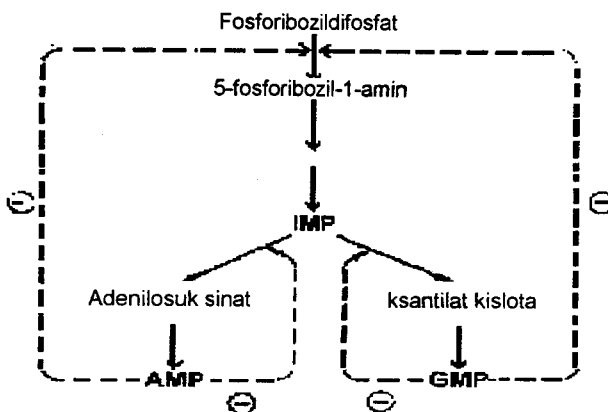 Fosforibozildifosfat
5-fosforibozil-1-amin
IMP
Adenilosuk sinat
ksantilat kislota
AMP
GMP